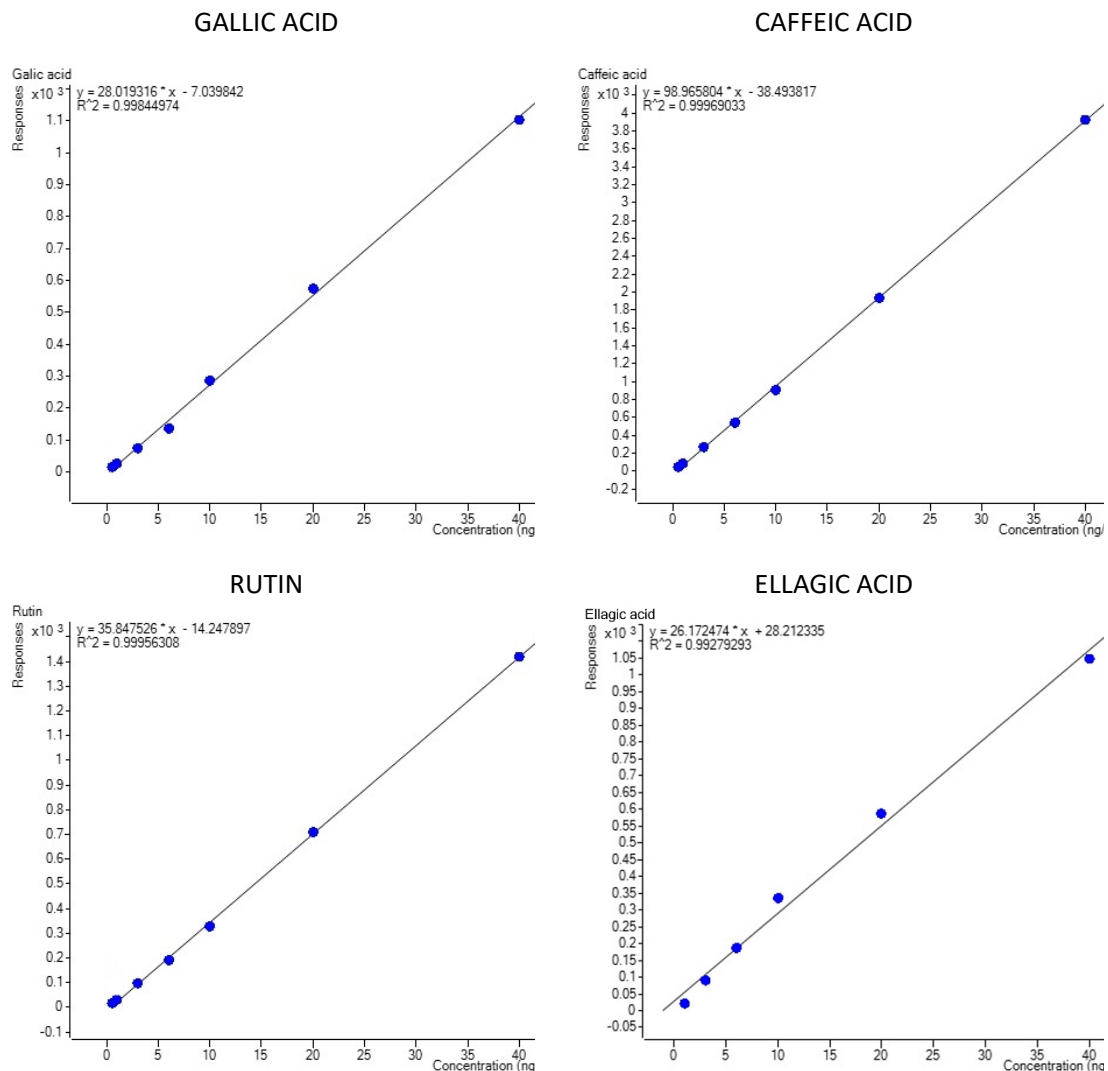 GALLIC ACID
Galic acid
Responses
x10 3
y = 28.019316 * x - 7.039842
R^2 = 0.99844974
1.1
1
0.9
0.8
0.7
0.6
0.5
0.4
0.3
0.2
0.1
0
0 5 10 15 20 25 30 35 40
Concentration (ng
CAFFEIC ACID
Caffeic acid
Responses
x10 3
y = 98.965804 * x - 38.493817
R^2 = 0.99969033
4
3.8
3.6
3.4
3.2
3
2.8
2.6
2.4
2.2
2
1.8
1.6
1.4
1.2
1
0.8
0.6
0.4
0.2
0
-0.2
0 5 10 15 20 25 30 35 40
Concentration (ng/
RUTIN
Rutin
Responses
x10 3
y = 35.847526 * x - 14.247897
R^2 = 0.99956308
1.4
1.3
1.2
1.1
1
0.9
0.8
0.7
0.6
0.5
0.4
0.3
0.2
0.1
0
-0.1
0 5 10 15 20 25 30 35 40
Concentration (ng
ELLAGIC ACID
Ellagic acid
Responses
x10 3
y = 26.172474 * x + 28.212335
R^2 = 0.99279293
1.05
1
0.95
0.9
0.85
0.8
0.75
0.7
0.65
0.6
0.55
0.5
0.45
0.4
0.35
0.3
0.25
0.2
0.15
0.1
0.05
0
-0.05
0 5 10 15 20 25 30 35 40
Concentration (ng